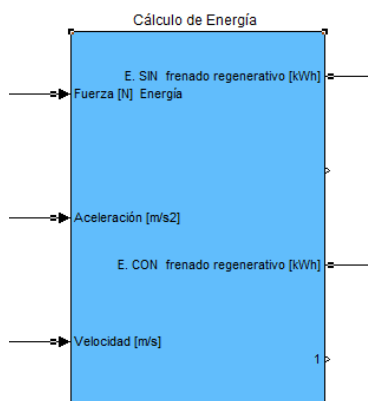 Cálculo de Energía
E. SIN  frenado regenerativo [kWh]
Fuerza [N]  Energía
Aceleración [m/s2]
E. CON  frenado regenerativo [kWh]
Velocidad [m/s]
1